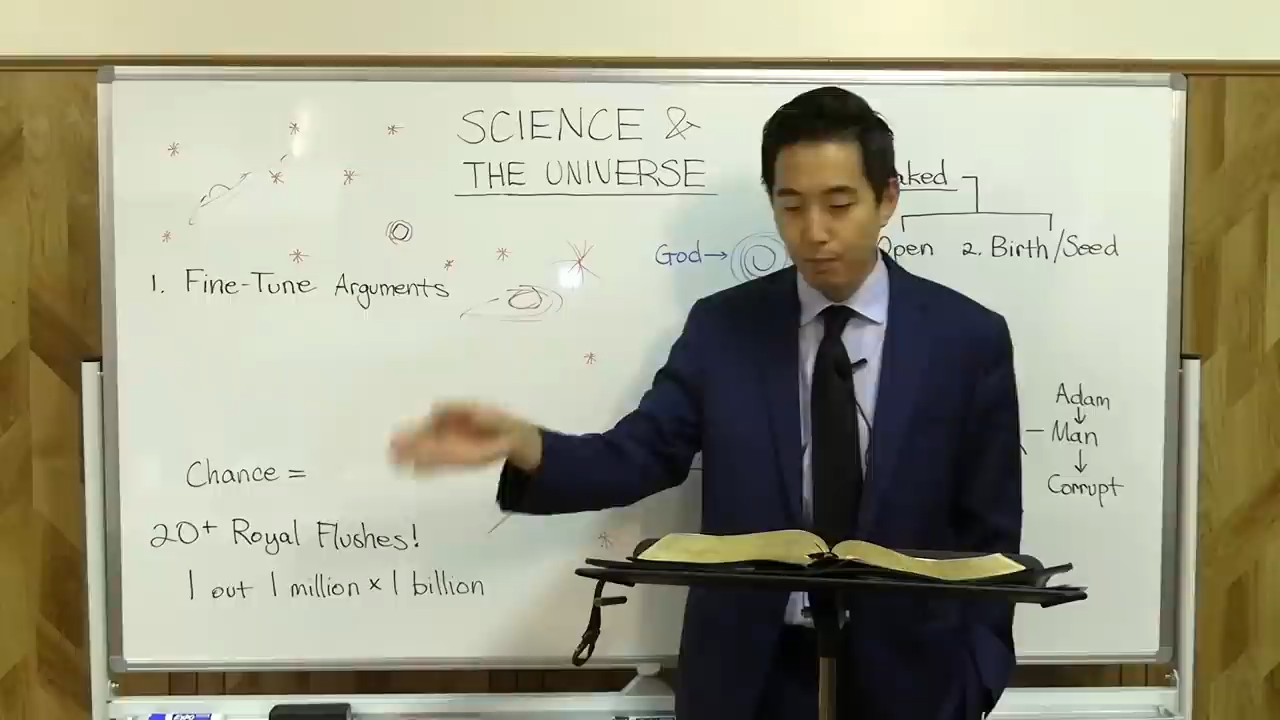 SCIENCE &
THE UNIVERSE
1. Fine-Tune Arguments
Chance =
20+ Royal Flushes!
1 out 1 million × 1 billion
God→
Open 2. Birth/Seed
Adam
Man
Corrupt
EXPO